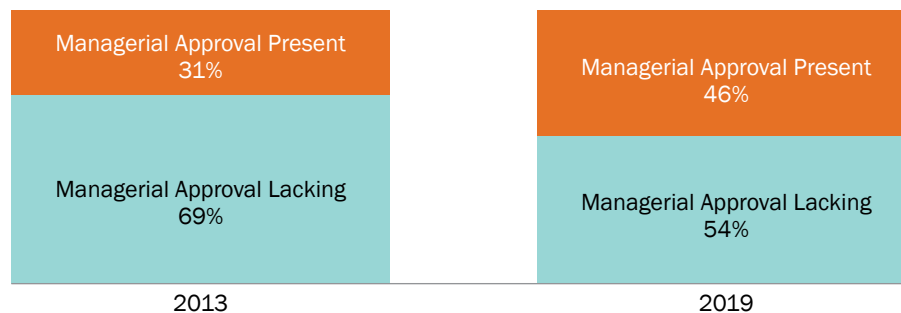 Managerial Approval Present
31%
Managerial Approval Lacking
69%
2013
Managerial Approval Present
46%
Managerial Approval Lacking
54%
2019